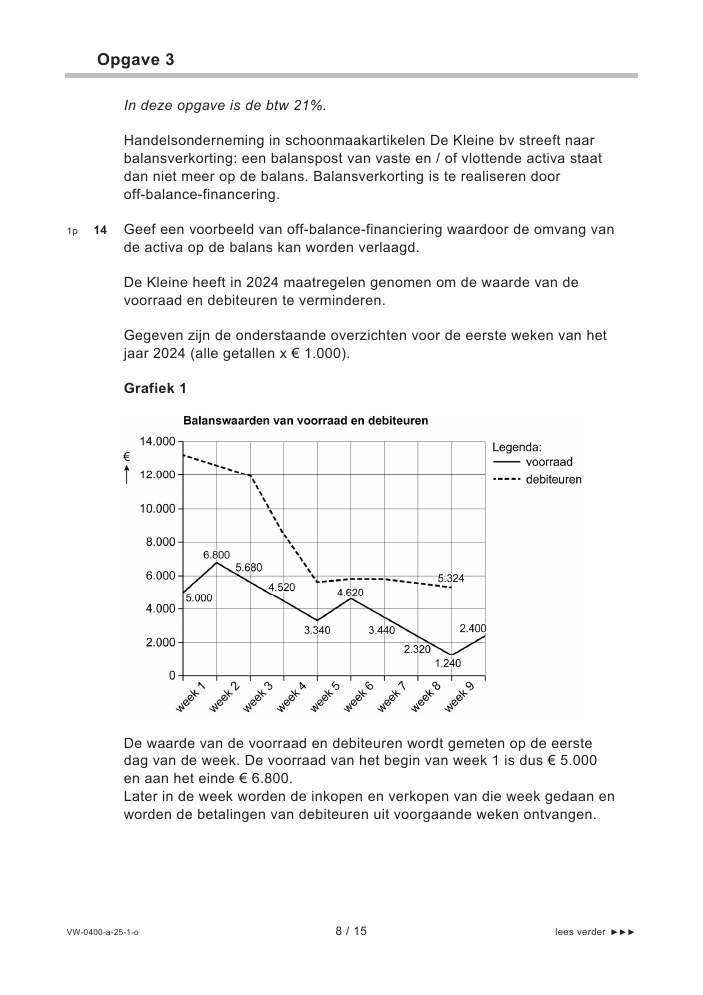 Opgave 3
In deze opgave is de btw 21%.
Handelsonderneming in schoonmaakartikelen De Kleine bv streeft naar
balansverkorting: een balanspost van vaste en / of vlottende activa staat
dan niet meer op de balans. Balansverkorting is te realiseren door
off-balance-financering.
1p 14 Geef een voorbeeld van off-balance-financiering waardoor de omvang van
de activa op de balans kan worden verlaagd.
De Kleine heeft in 2024 maatregelen genomen om de waarde van de
voorraad en debiteuren te verminderen.
Gegeven zijn de onderstaande overzichten voor de eerste weken van het
jaar 2024 (alle getallen x € 1.000).
Grafiek 1
Balanswaarden van voorraad en debiteuren
€
14.000
12.000
10.000
8.000
6.000
4.000
2.000
0
5.000
6.800
5.680
4.520
3.340
4.620
3.440
2.320
1.240
2.400
5.324
week 1
week 2
week 3
week 4
week 5
week 6
week 7
week 8
week 9
Legenda:
voorraad
debiteuren
De waarde van de voorraad en debiteuren wordt gemeten op de eerste
dag van de week. De voorraad van het begin van week 1 is dus € 5.000
en aan het einde € 6.800.
Later in de week worden de inkopen en verkopen van die week gedaan en
worden de betalingen van debiteuren uit voorgaande weken ontvangen.
VW-0400-a-25-1-o 8 / 15 lees verder ►►►